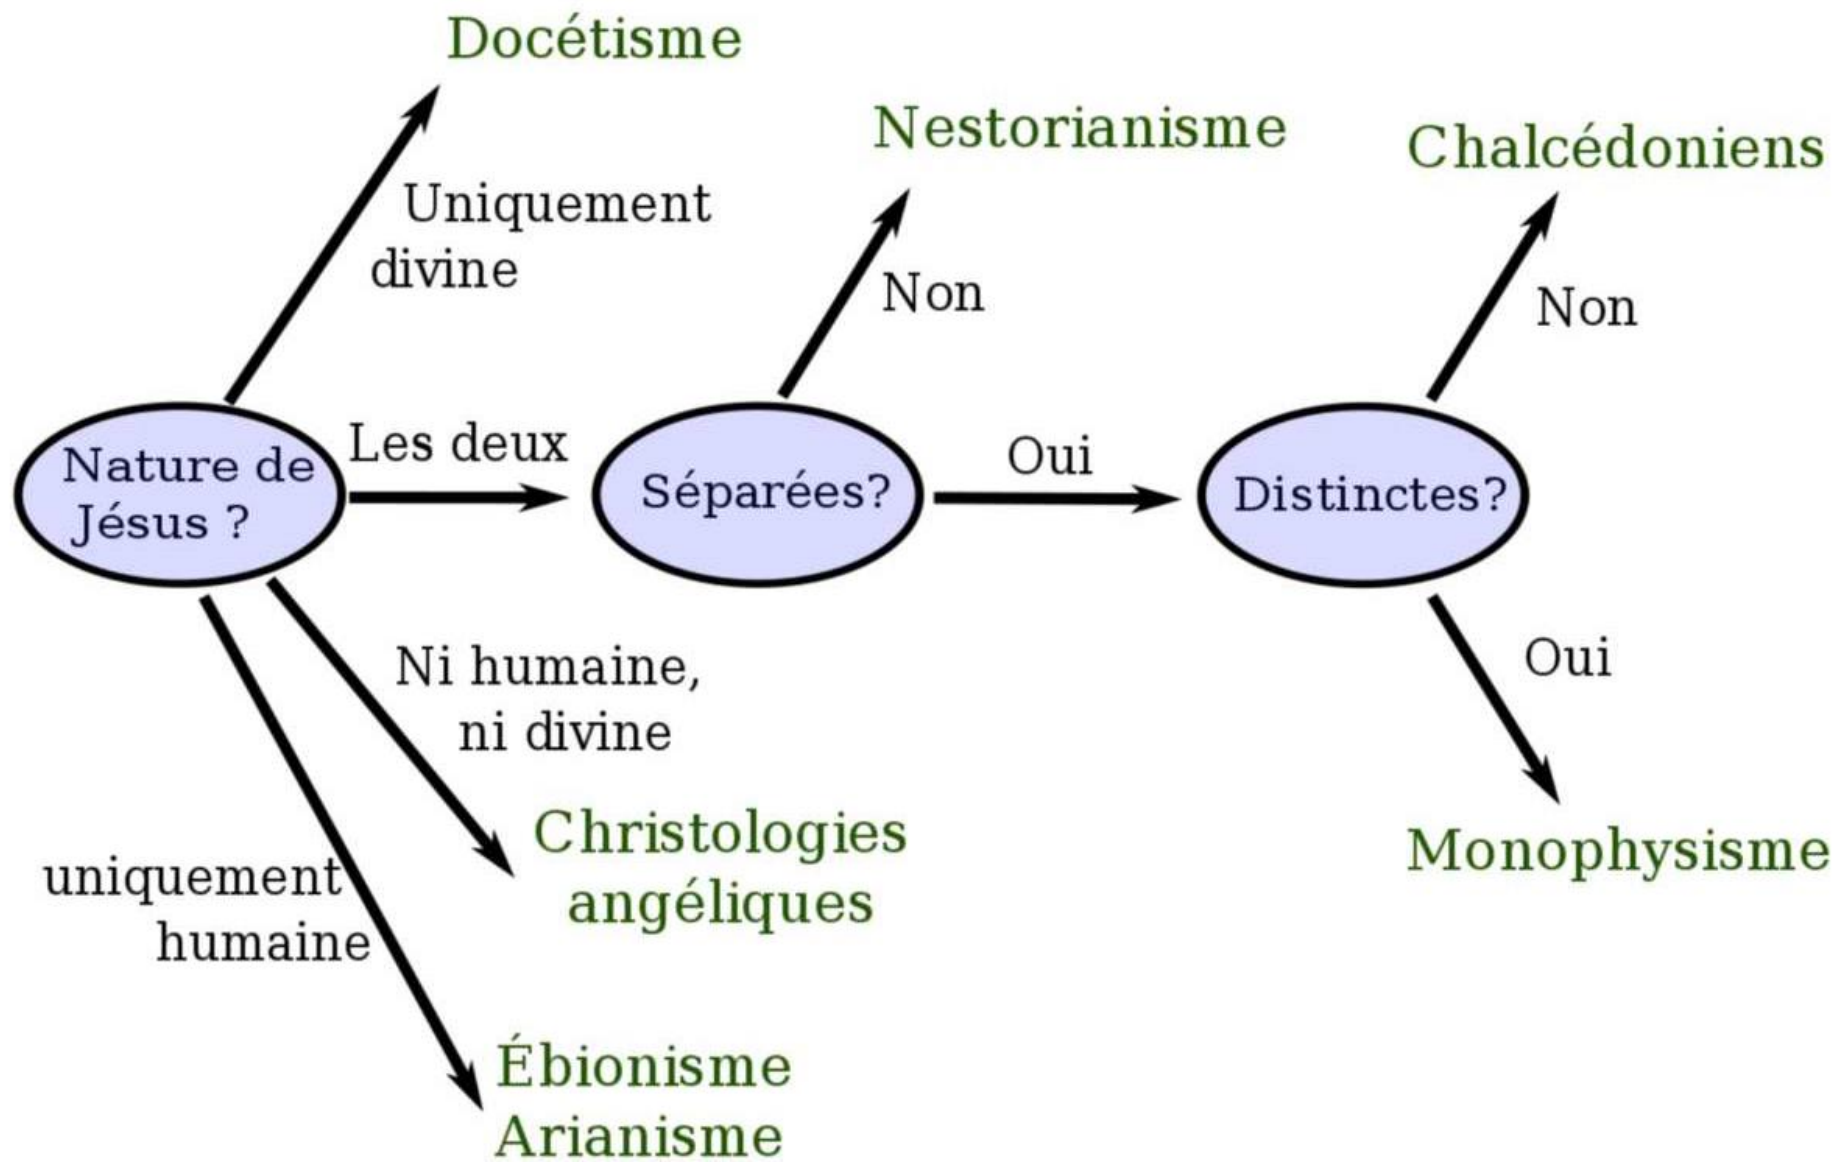 Docétisme
Nestorianisme
Chalcédoniens
Uniquement
divine
Non
Non
Nature de
Jésus ?
Les deux
Séparées?
Oui
Distinctes?
Ni humaine,
ni divine
Oui
Christologies
angéliques
Monophysisme
uniquement
humaine
Ébionisme
Arianisme